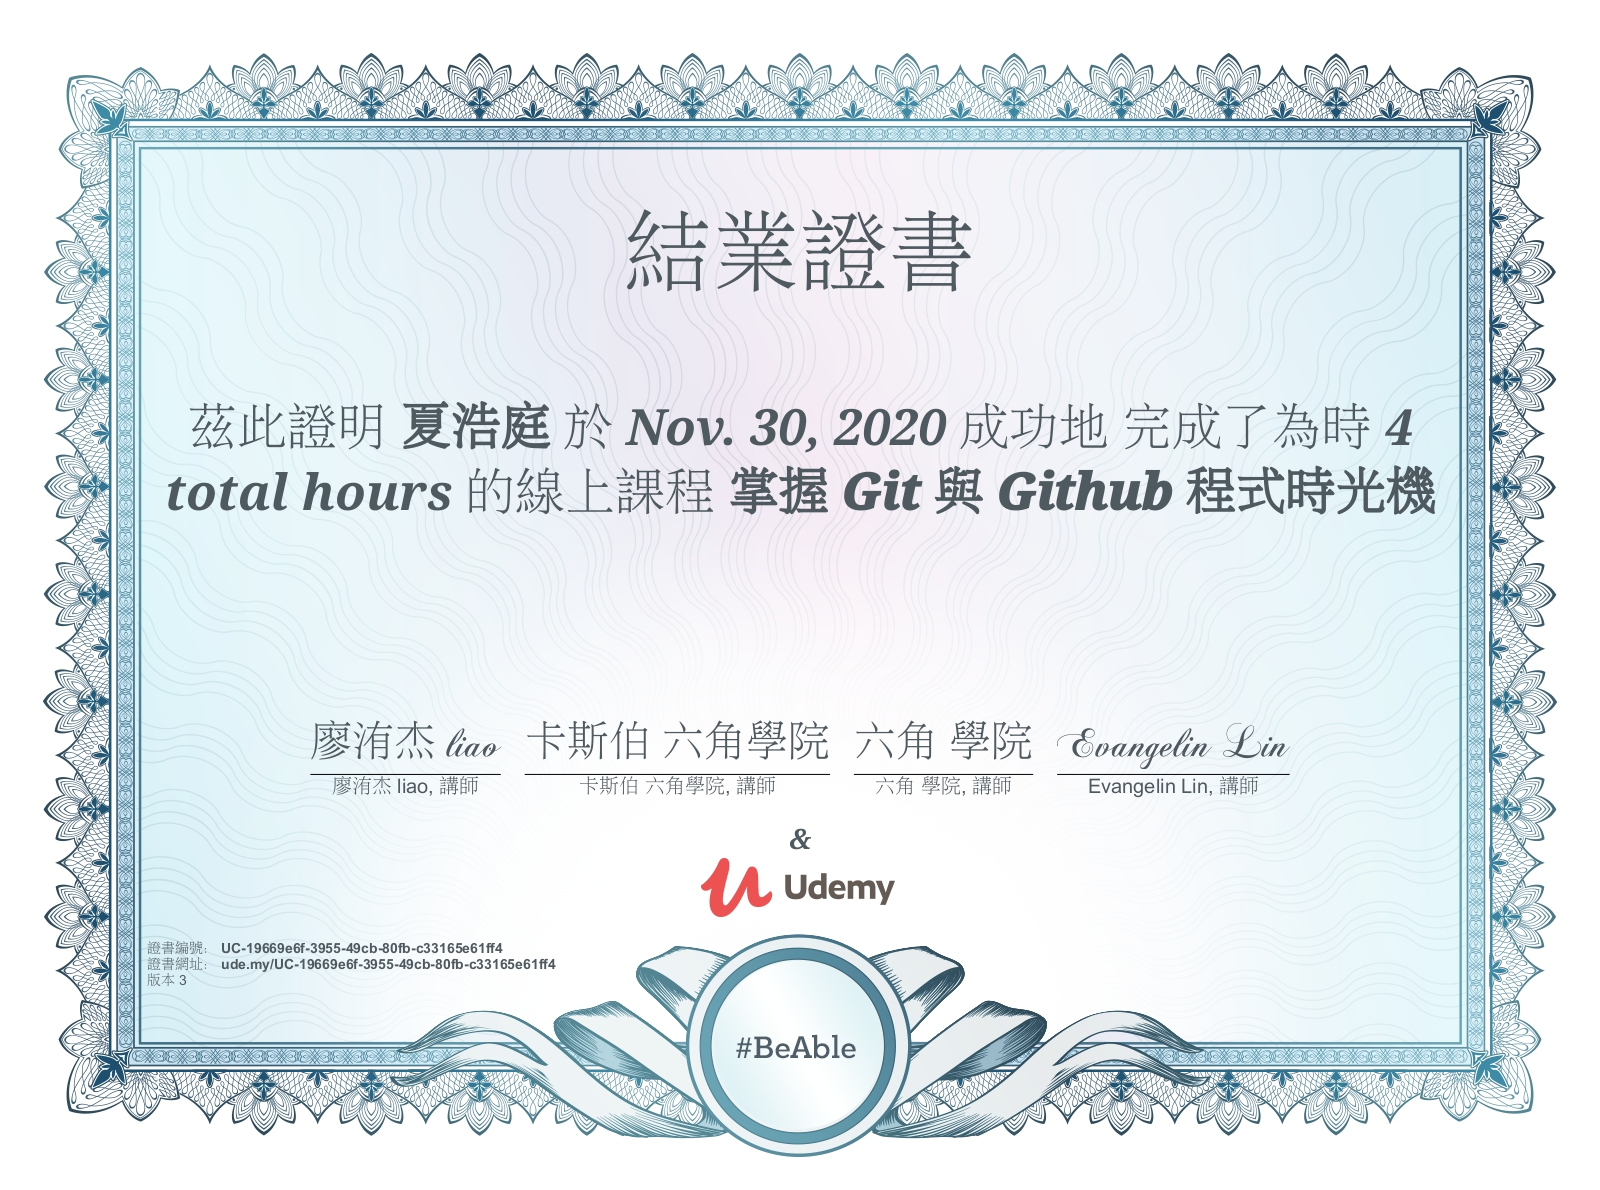 結業證書
茲此證明 夏浩庭 於 Nov. 30, 2020 成功地 完成了為時 4
total hours 的線上課程 掌握 Git 與 Github 程式時光機
廖洧杰 liao 卡斯伯 六角學院 六角 學院 Evangelin Lin
廖洧杰 liao, 講師 卡斯伯 六角學院, 講師 六角 學院, 講師 Evangelin Lin, 講師
&
Udemy
證書編號： UC-19669e6f-3955-49cb-80fb-c33165e61ff4
證書網址： ude.my/UC-19669e6f-3955-49cb-80fb-c33165e61ff4
版本 3
#BeAble